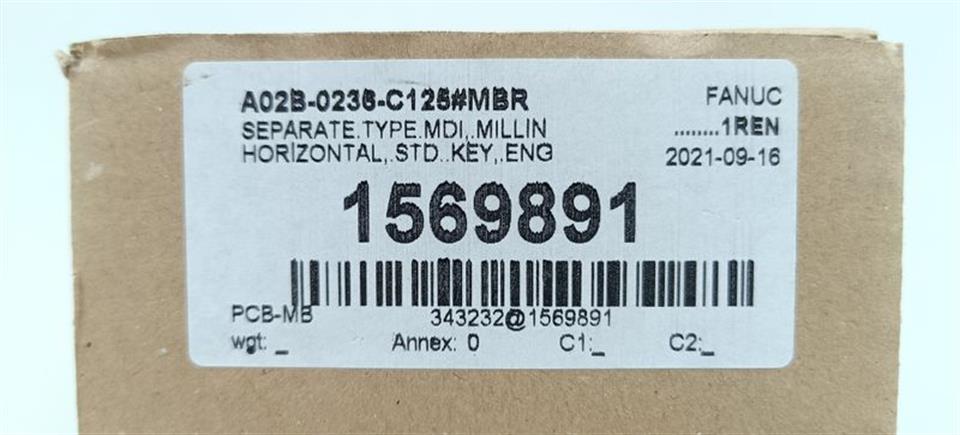 A02B-0236-C125#MBR
FANUC
SEPARATE.TYPE.MDI,.MILLIN
........1REN
HORIZONTAL,.STD..KEY,.ENG
2021-09-16
1569891
PCB-MB
343232@1569891
wgt: _
Annex: 0
C1:_
C2:_